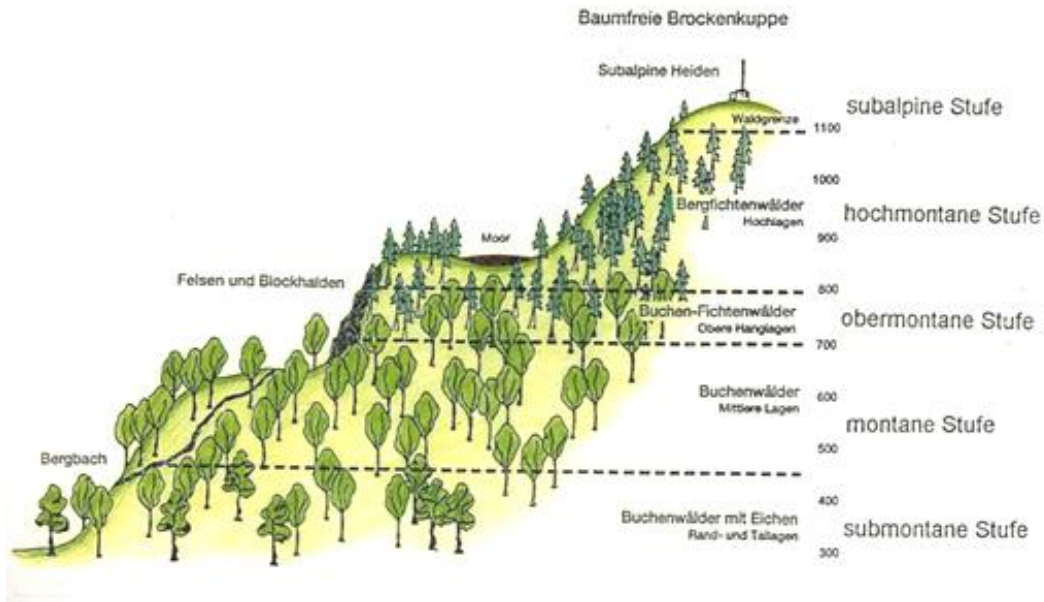 Baumfreie Brockenkuppe
Subalpine Heiden
subalpine Stufe
Waldgrenze
1100
1000
Bergfichtenwälder
Hochlagen
hochmontane Stufe
900
Moor
Felsen und Blockhalden
800
Buchen-Fichtenwälder
Obere Hanglagen
obermontane Stufe
700
Buchenwälder
Mittlere Lagen
600
montane Stufe
500
Bergbach
400
Buchenwälder mit Eichen
Rand- und Tallagen
submontane Stufe
300